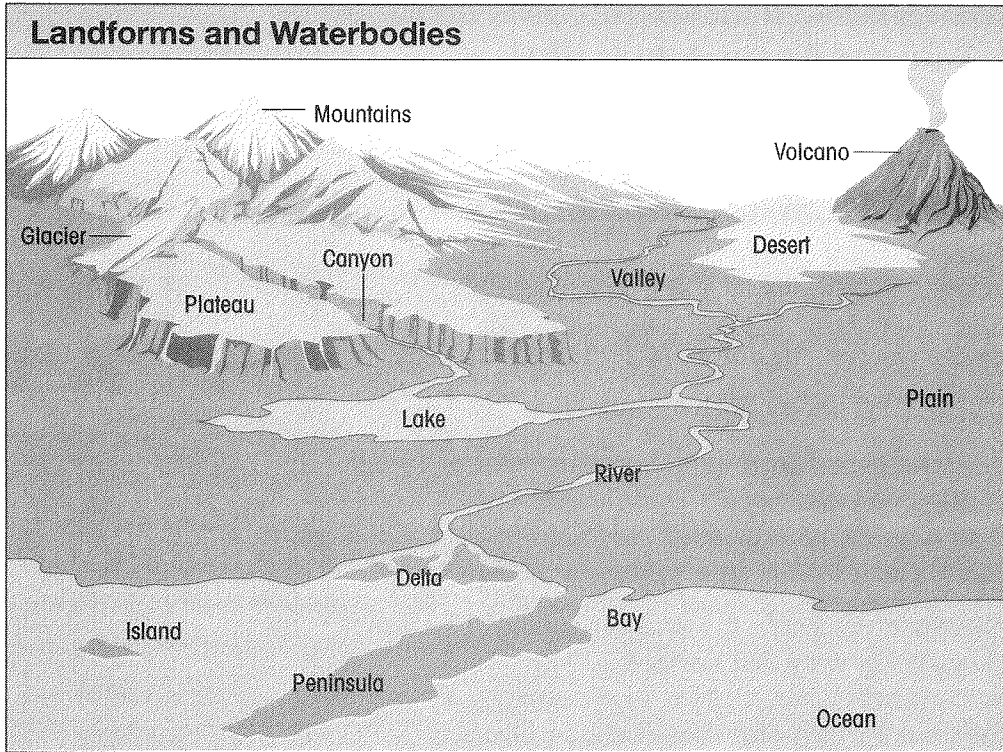 Landforms and Waterbodies
Mountains
Volcano
Glacier
Canyon
Desert
Valley
Plateau
Plain
Lake
River
Delta
Bay
Island
Peninsula
Ocean